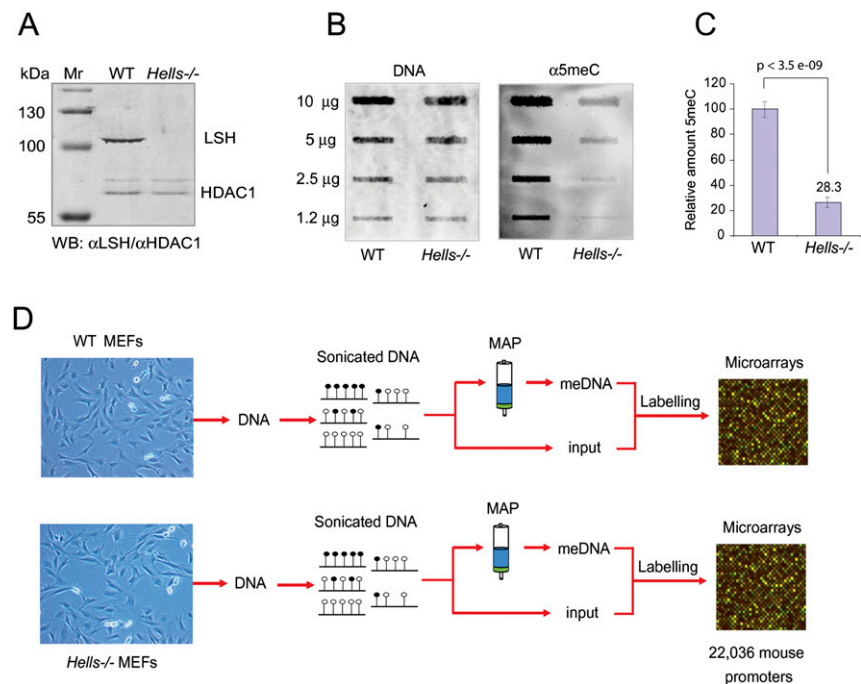 A
kDa Mr WT Hells-/-
130
100
55
LSH
HDAC1
WB: αLSH/αHDAC1
B
DNA
α5meC
10 µg
5 µg
2.5 µg
1.2 µg
WT Hells-/-
WT Hells-/-
C
p < 3.5 e-09
Relative amount 5meC
120
100
80
60
40
20
0
28.3
WT Hells-/-
D
WT MEFs
DNA
Sonicated DNA
MAP
meDNA
input
Labelling
Microarrays
Hells-/- MEFs
DNA
Sonicated DNA
MAP
meDNA
input
Labelling
Microarrays
22,036 mouse
promoters